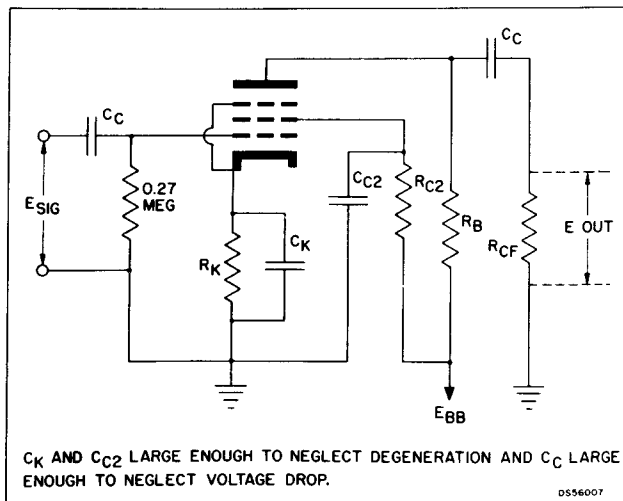 CC
CC
ESIG
0.27
MEG
CC2
RC2
RB
RCF
E OUT
RK
CK
EBB
CK AND CC2 LARGE ENOUGH TO NEGLECT DEGENERATION AND CC LARGE
ENOUGH TO NEGLECT VOLTAGE DROP.
DS56007